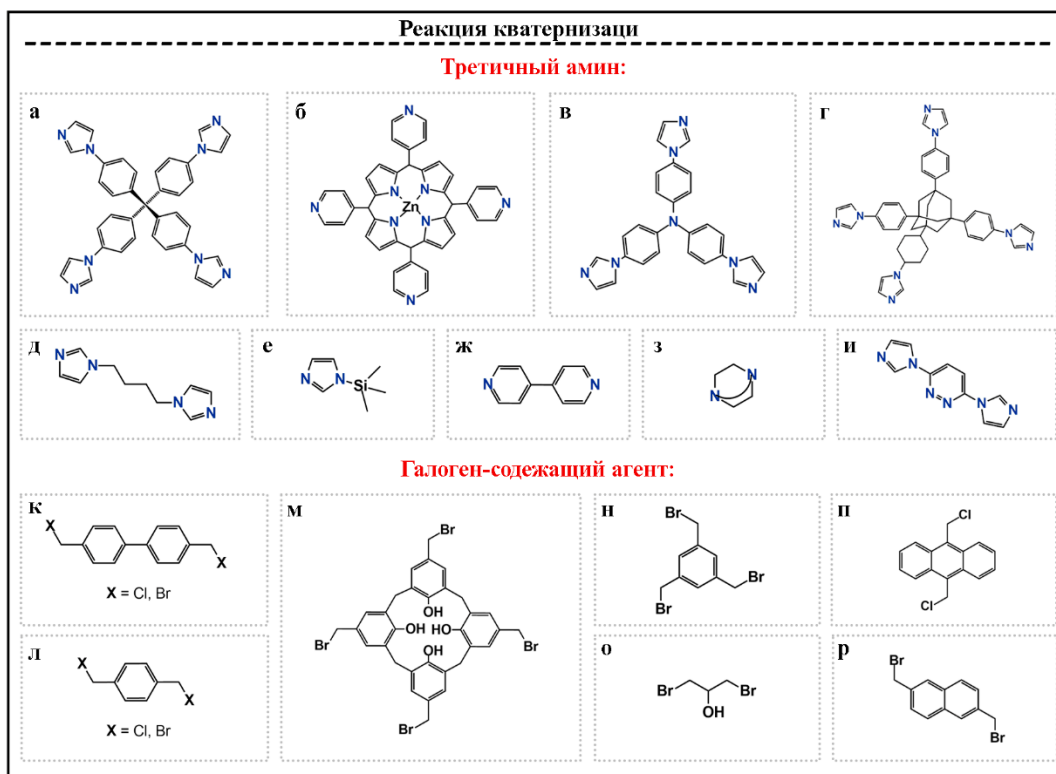 Реакция кватернизаци
Третичный амин:
а
б
в
г
N N N N N N N N
N N N N N N N N Zn
N N N N N N N
N N N N N N N N
д
е
ж
з
и
N N N N
N N Si
N N
N N
N N N N N N
Галоген-содежащий агент:
к
X X
X = Cl, Br
м
Br
OH
Br OH HO Br
OH
Br
н
Br
Br
Br
п
Cl
Cl
л
X X
X = Cl, Br
о
Br Br
OH
р
Br
Br